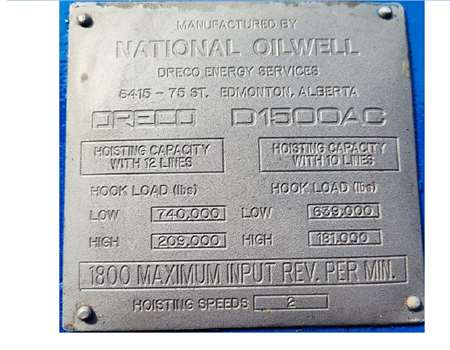 MANUFACTURED BY
NATIONAL OILWELL
DRECO ENERGY SERVICES
6415 - 75 ST. EDMONTON, ALBERTA
DRECO D1500AC
HOISTING CAPACITY WITH 12 LINES
HOISTING CAPACITY WITH 10 LINES
HOOK LOAD (lbs) HOOK LOAD (lbs)
LOW 740,000 LOW 639,000
HIGH 209,000 HIGH 181,000
1800 MAXIMUM INPUT REV. PER MIN.
HOISTING SPEEDS 2